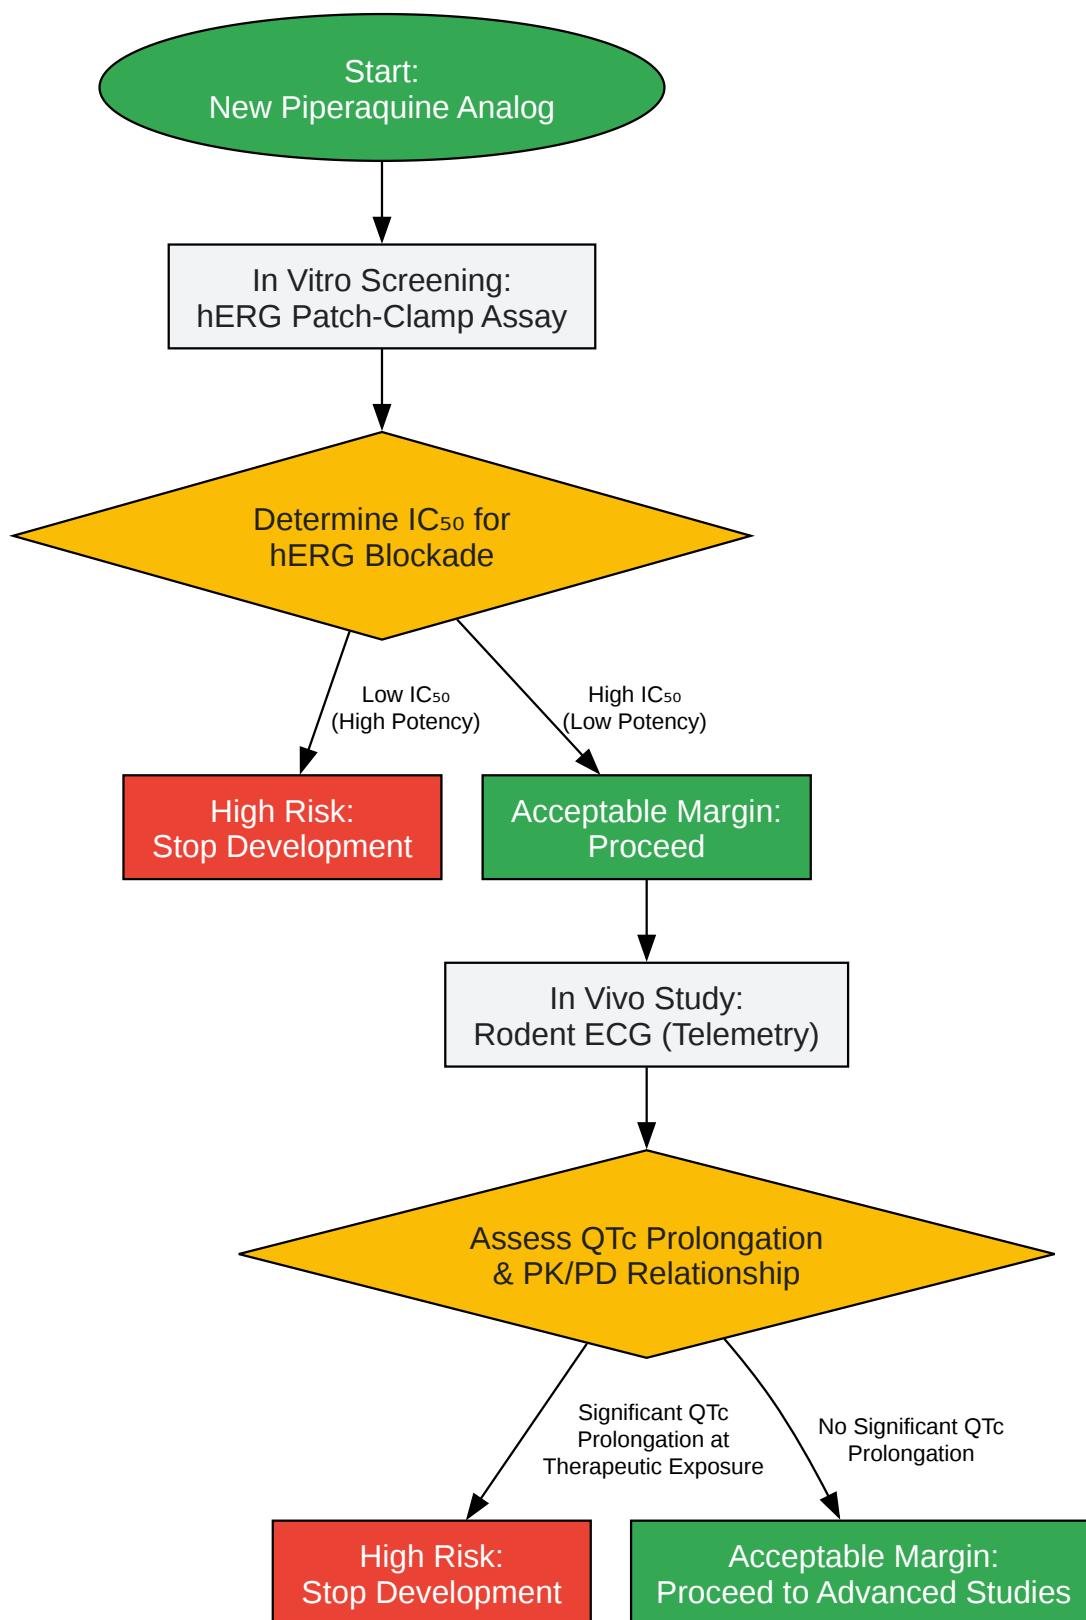 Start:
New Piperaquine Analog
In Vitro Screening:
hERG Patch-Clamp Assay
Determine IC₅₀ for
hERG Blockade
Low IC₅₀
(High Potency)
High IC₅₀
(Low Potency)
High Risk:
Stop Development
Acceptable Margin:
Proceed
In Vivo Study:
Rodent ECG (Telemetry)
Assess QTc Prolongation
& PK/PD Relationship
Significant QTc
Prolongation at
Therapeutic Exposure
No Significant QTc
Prolongation
High Risk:
Stop Development
Acceptable Margin:
Proceed to Advanced Studies